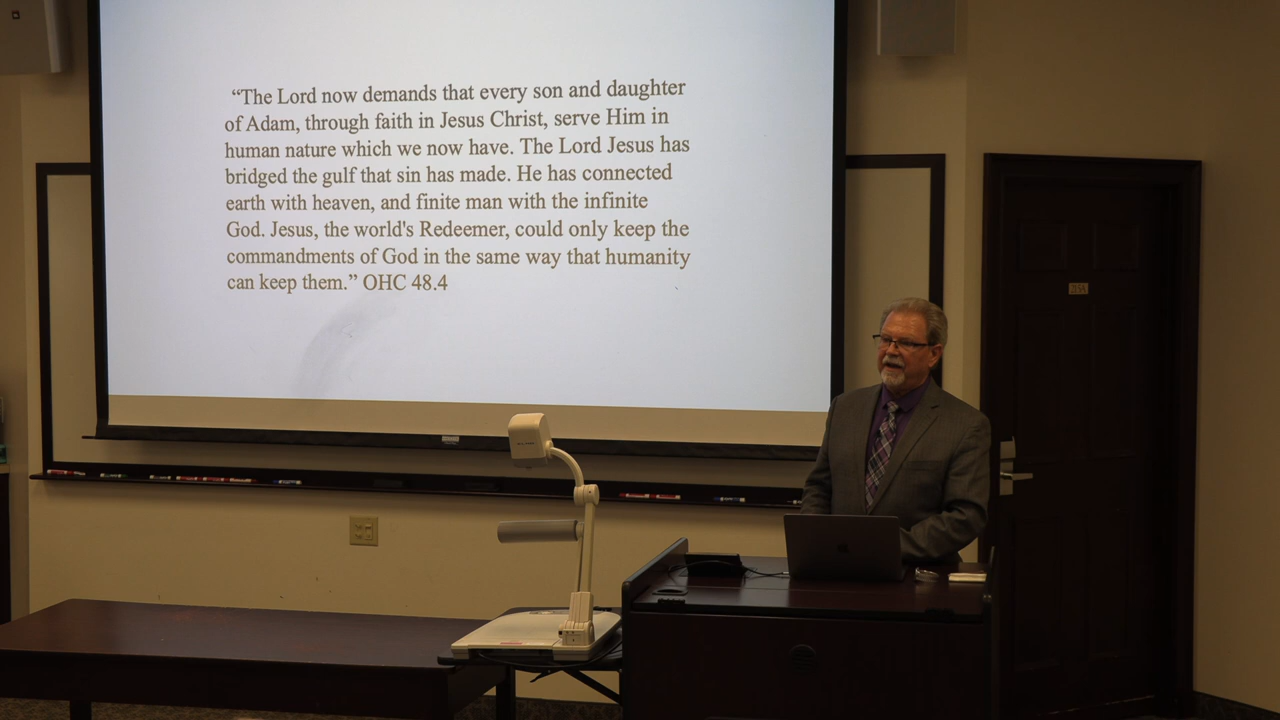 “The Lord now demands that every son and daughter
of Adam, through faith in Jesus Christ, serve Him in
human nature which we now have. The Lord Jesus has
bridged the gulf that sin has made. He has connected
earth with heaven, and finite man with the infinite
God. Jesus, the world's Redeemer, could only keep the
commandments of God in the same way that humanity
can keep them.” OHC 48.4